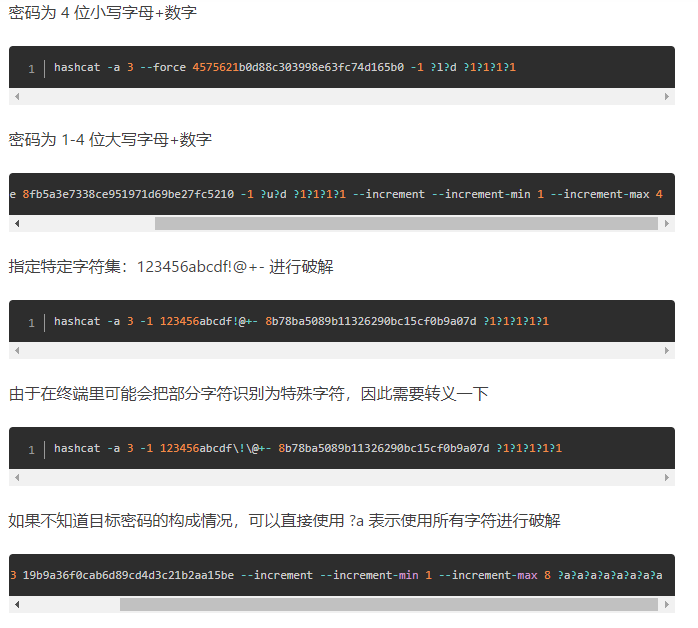 密码为 4 位小写字母+数字
1 hashcat -a 3 --force 4575621b0d88c303998e63fc74d165b0 -1 ?l?d ?1?1?1?1
密码为 1-4 位大写字母+数字
e 8fb5a3e7338ce951971d69be27fc5210 -1 ?u?d ?1?1?1?1 --increment --increment-min 1 --increment-max 4
指定特定字符集：123456abcdf!@+- 进行破解
1 hashcat -a 3 -1 123456abcdf!@+- 8b78ba5089b11326290bc15cf0b9a07d ?1?1?1?1?1
由于在终端里可能会把部分字符识别为特殊字符，因此需要转义一下
1 hashcat -a 3 -1 123456abcdf\!\@+- 8b78ba5089b11326290bc15cf0b9a07d ?1?1?1?1?1
如果不知道目标密码的构成情况，可以直接使用 ?a 表示使用所有字符进行破解
3 19b9a36f0cab6d89cd4d3c21b2aa15be --increment --increment-min 1 --increment-max 8 ?a?a?a?a?a?a?a?a